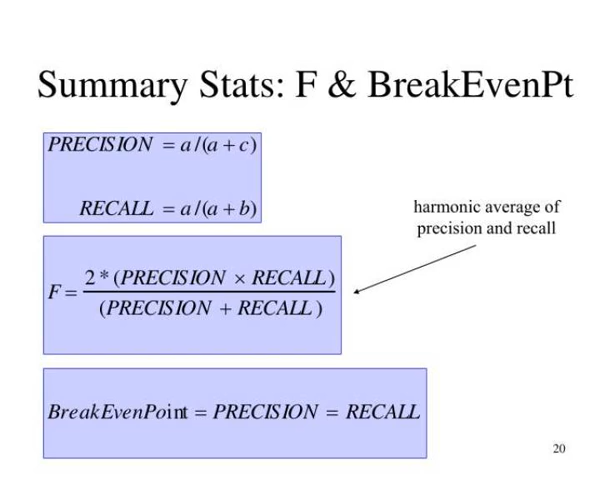 Summary Stats: F & BreakEvenPt
PRECISION = a/(a + c)
RECALL = a/(a + b)
harmonic average of
precision and recall
F = 2 * (PRECISION × RECALL) / (PRECISION + RECALL)
BreakEvenPoint = PRECISION = RECALL
20